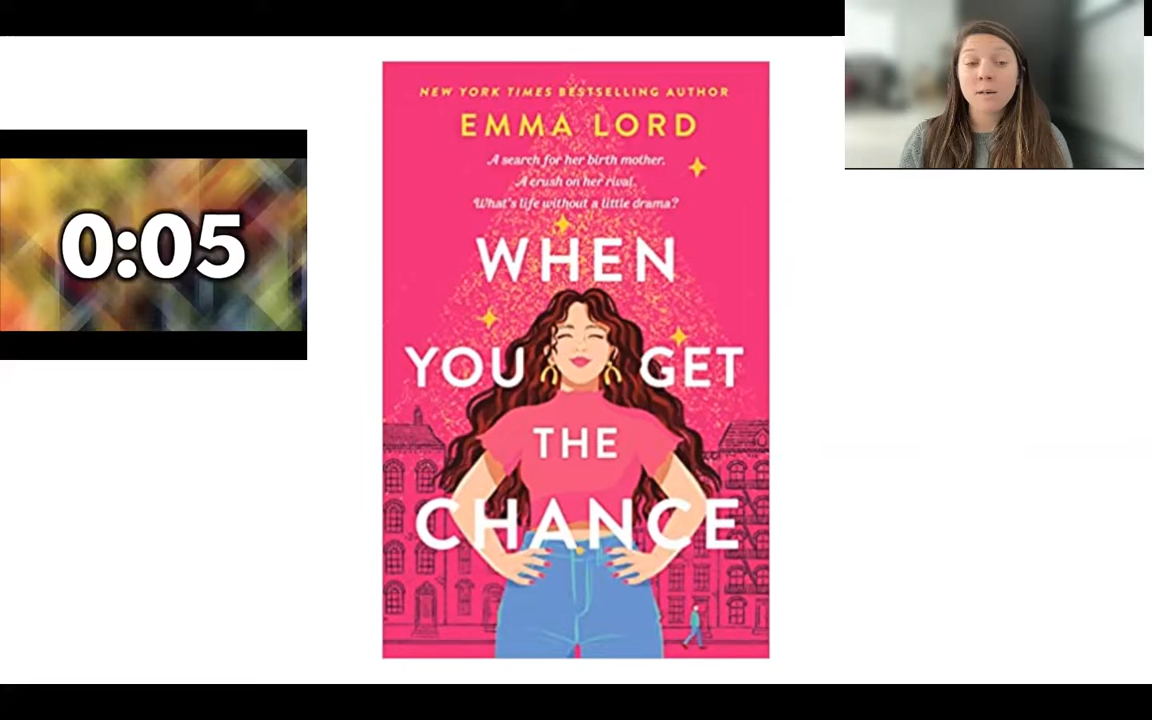 0:05
NEW YORK TIMES BESTSELLING AUTHOR
EMMA LORD
A search for her birth mother.
A crush on her rival.
What's life without a little drama?
WHEN
YOU GET
THE
CHANCE